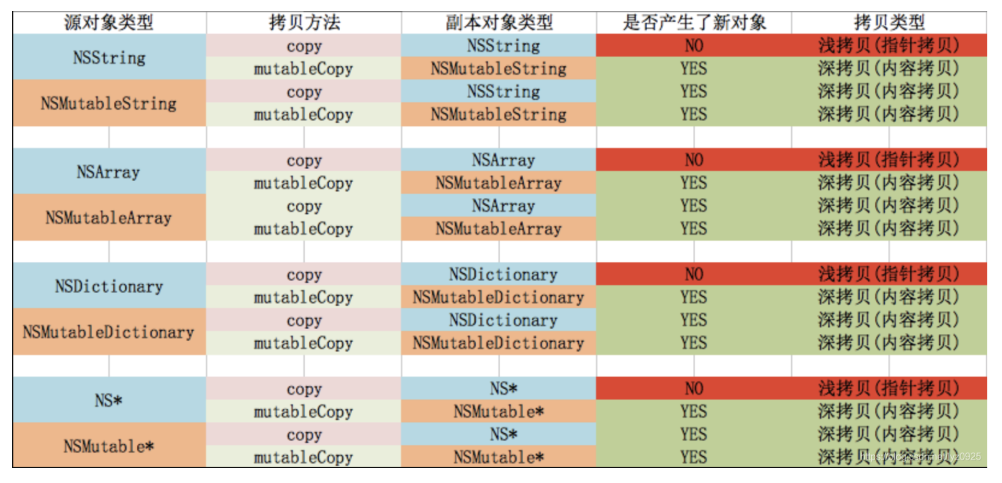 源对象类型 拷贝方法 副本对象类型 是否产生了新对象 拷贝类型
NSString copy NSString NO 浅拷贝(指针拷贝)
mutableCopy NSMutableString YES 深拷贝(内容拷贝)
NSMutableString copy NSString YES 深拷贝(内容拷贝)
mutableCopy NSMutableString YES 深拷贝(内容拷贝)
NSArray copy NSArray NO 浅拷贝(指针拷贝)
mutableCopy NSMutableArray YES 深拷贝(内容拷贝)
NSMutableArray copy NSArray YES 深拷贝(内容拷贝)
mutableCopy NSMutableArray YES 深拷贝(内容拷贝)
NSDictionary copy NSDictionary NO 浅拷贝(指针拷贝)
mutableCopy NSMutableDictionary YES 深拷贝(内容拷贝)
NSMutableDictionary copy NSDictionary YES 深拷贝(内容拷贝)
mutableCopy NSMutableDictionary YES 深拷贝(内容拷贝)
NS* copy NS* NO 浅拷贝(指针拷贝)
mutableCopy NSMutable* YES 深拷贝(内容拷贝)
NSMutable* copy NS* YES 深拷贝(内容拷贝)
mutableCopy NSMutable* YES 深拷贝(内容拷贝)